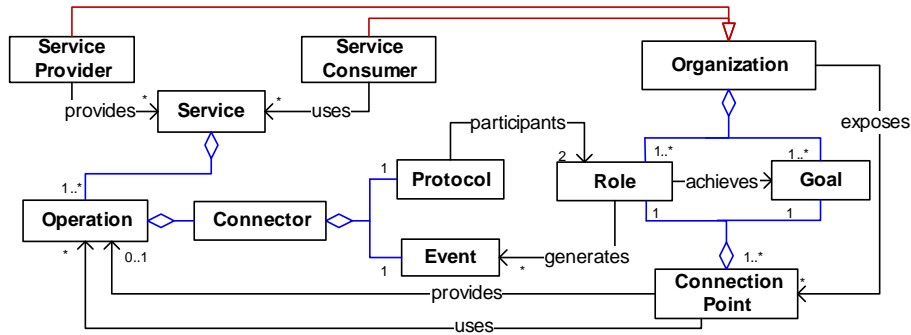 Service
Provider
Service
Consumer
Organization
provides
*
Service
*
uses
exposes
participants
1..*
1..*
1
2
Protocol
Role
achieves
Goal
1..*
Operation
Connector
1
1
*
0..1
1
Event
*
generates
1..*
Connection
Point
*
provides
uses